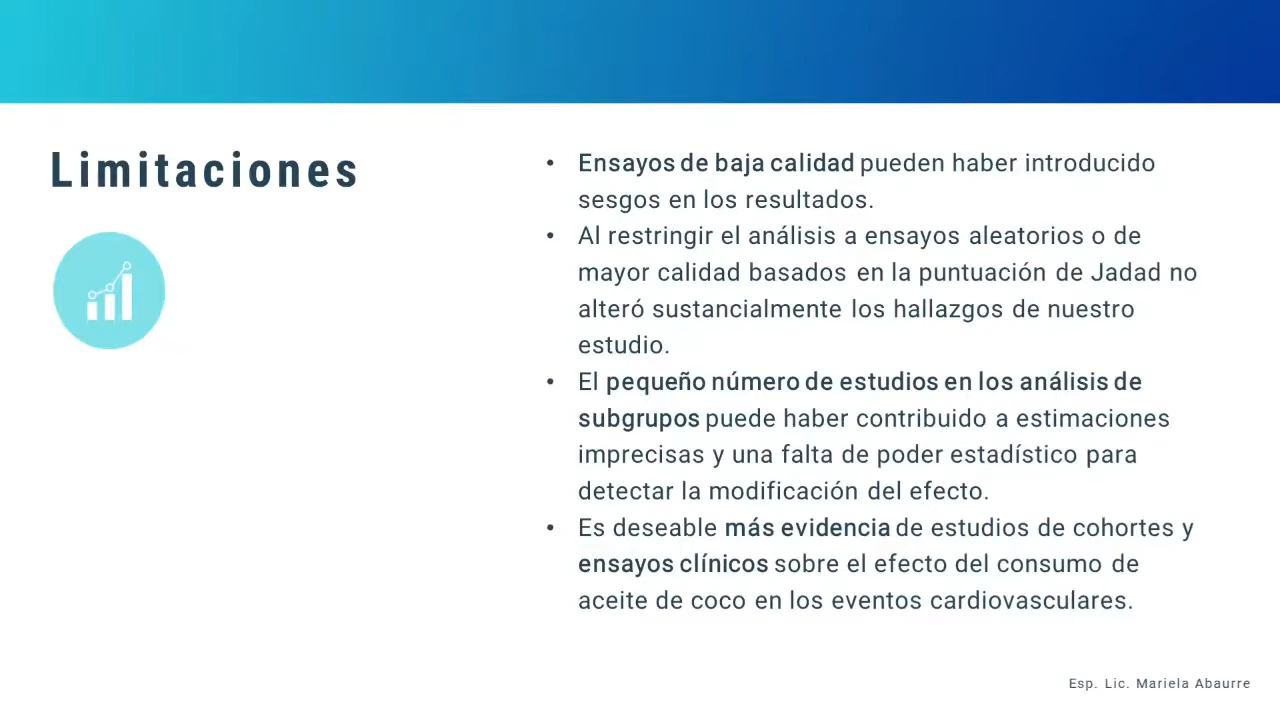 Limitaciones
• Ensayos de baja calidad pueden haber introducido
sesgos en los resultados.
• Al restringir el análisis a ensayos aleatorios o de
mayor calidad basados en la puntuación de Jadad no
alteró sustancialmente los hallazgos de nuestro
estudio.
• El pequeño número de estudios en los análisis de
subgrupos puede haber contribuido a estimaciones
imprecisas y una falta de poder estadístico para
detectar la modificación del efecto.
• Es deseable más evidencia de estudios de cohortes y
ensayos clínicos sobre el efecto del consumo de
aceite de coco en los eventos cardiovasculares.
Esp. Lic. Mariela Abaurre